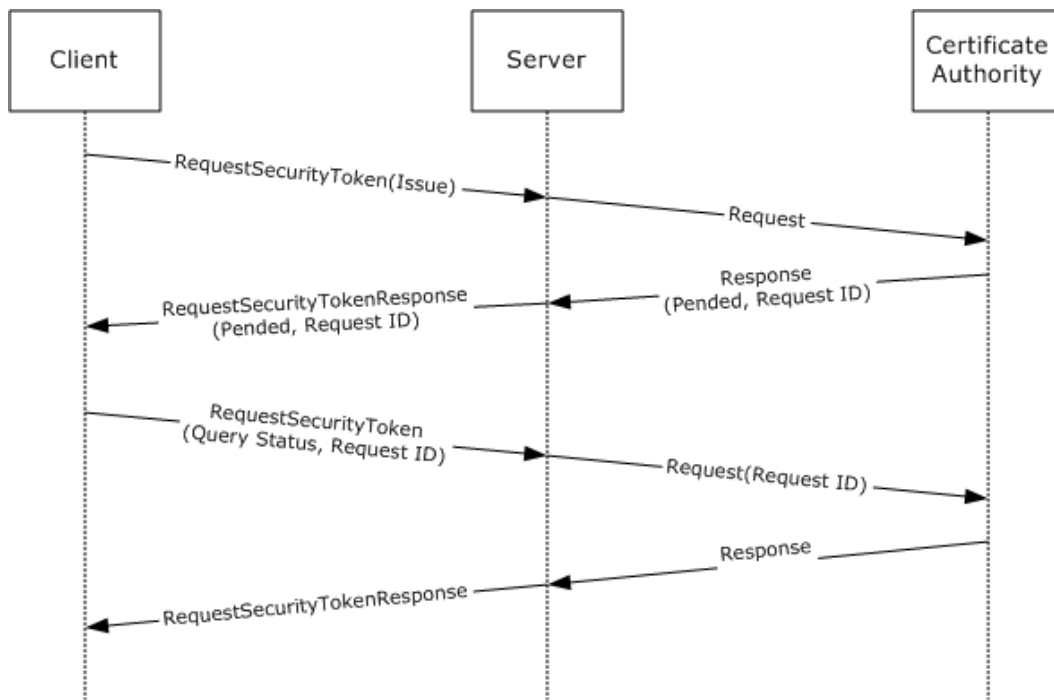 Client
Server
Certificate
Authority
RequestSecurityToken(Issue)
Request
Response
(Pended, Request ID)
RequestSecurityTokenResponse
(Pended, Request ID)
RequestSecurityToken
(Query Status, Request ID)
Request(Request ID)
Response
RequestSecurityTokenResponse